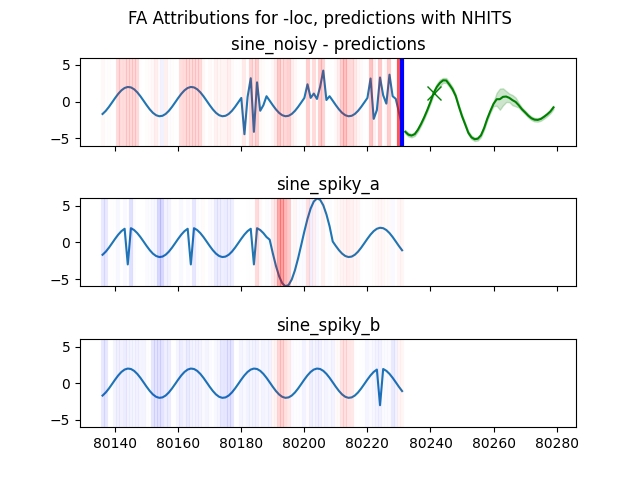 FA Attributions for -loc, predictions with NHITS
sine_noisy - predictions
5
0
−5
sine_spiky_a
5
0
−5
sine_spiky_b
5
0
−5
80140 80160 80180 80200 80220 80240 80260 80280